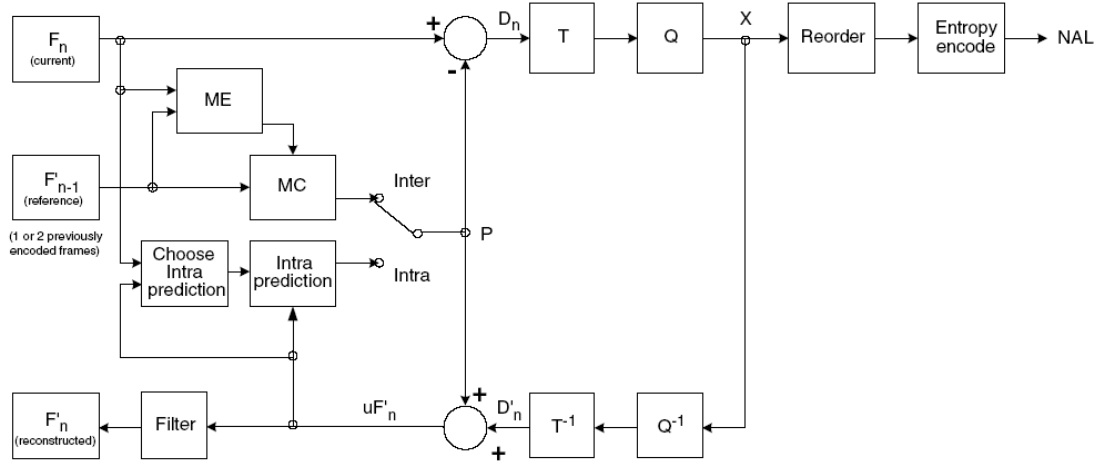 Fn
(current)
+
-
Dn
T
Q
X
Reorder
Entropy
encode
NAL
ME
F'n-1
(reference)
(1 or 2 previously
encoded frames)
MC
Inter
P
Choose
Intra
prediction
Intra
prediction
Intra
F'n
(reconstructed)
Filter
uF'n
+
+
D'n
T-1
Q-1